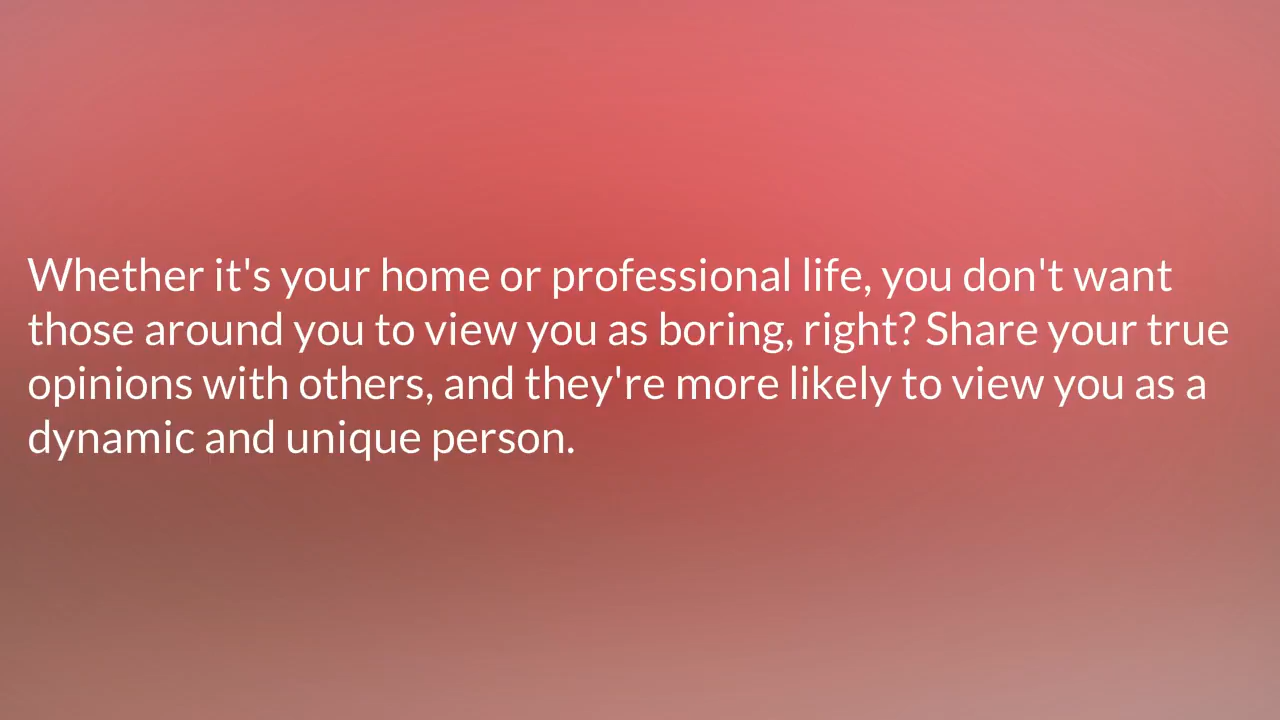 Whether it's your home or professional life, you don't want
those around you to view you as boring, right? Share your true
opinions with others, and they're more likely to view you as a
dynamic and unique person.